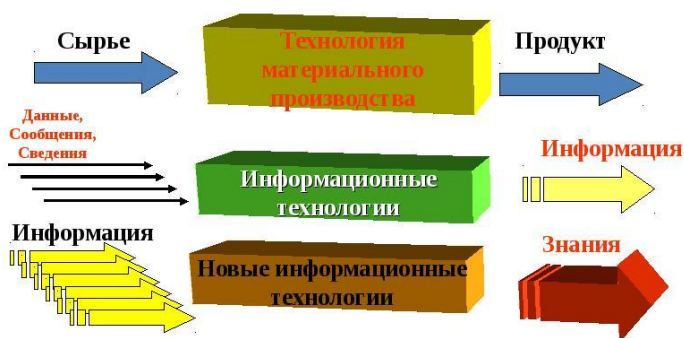 Сырье
Технология
материального
производства
Продукт
Данные,
Сообщения,
Сведения
Информационные
технологии
Информация
Информация
Новые информационные
технологии
Знания